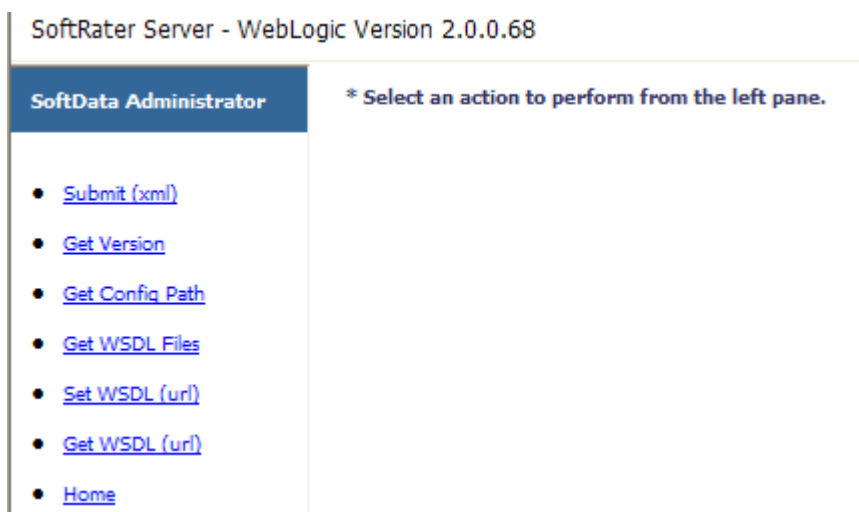 SoftRater Server - WebLogic Version 2.0.0.68
SoftData Administrator
* Select an action to perform from the left pane.
Submit (xml)
Get Version
Get Config Path
Get WSDL Files
Set WSDL (url)
Get WSDL (url)
Home